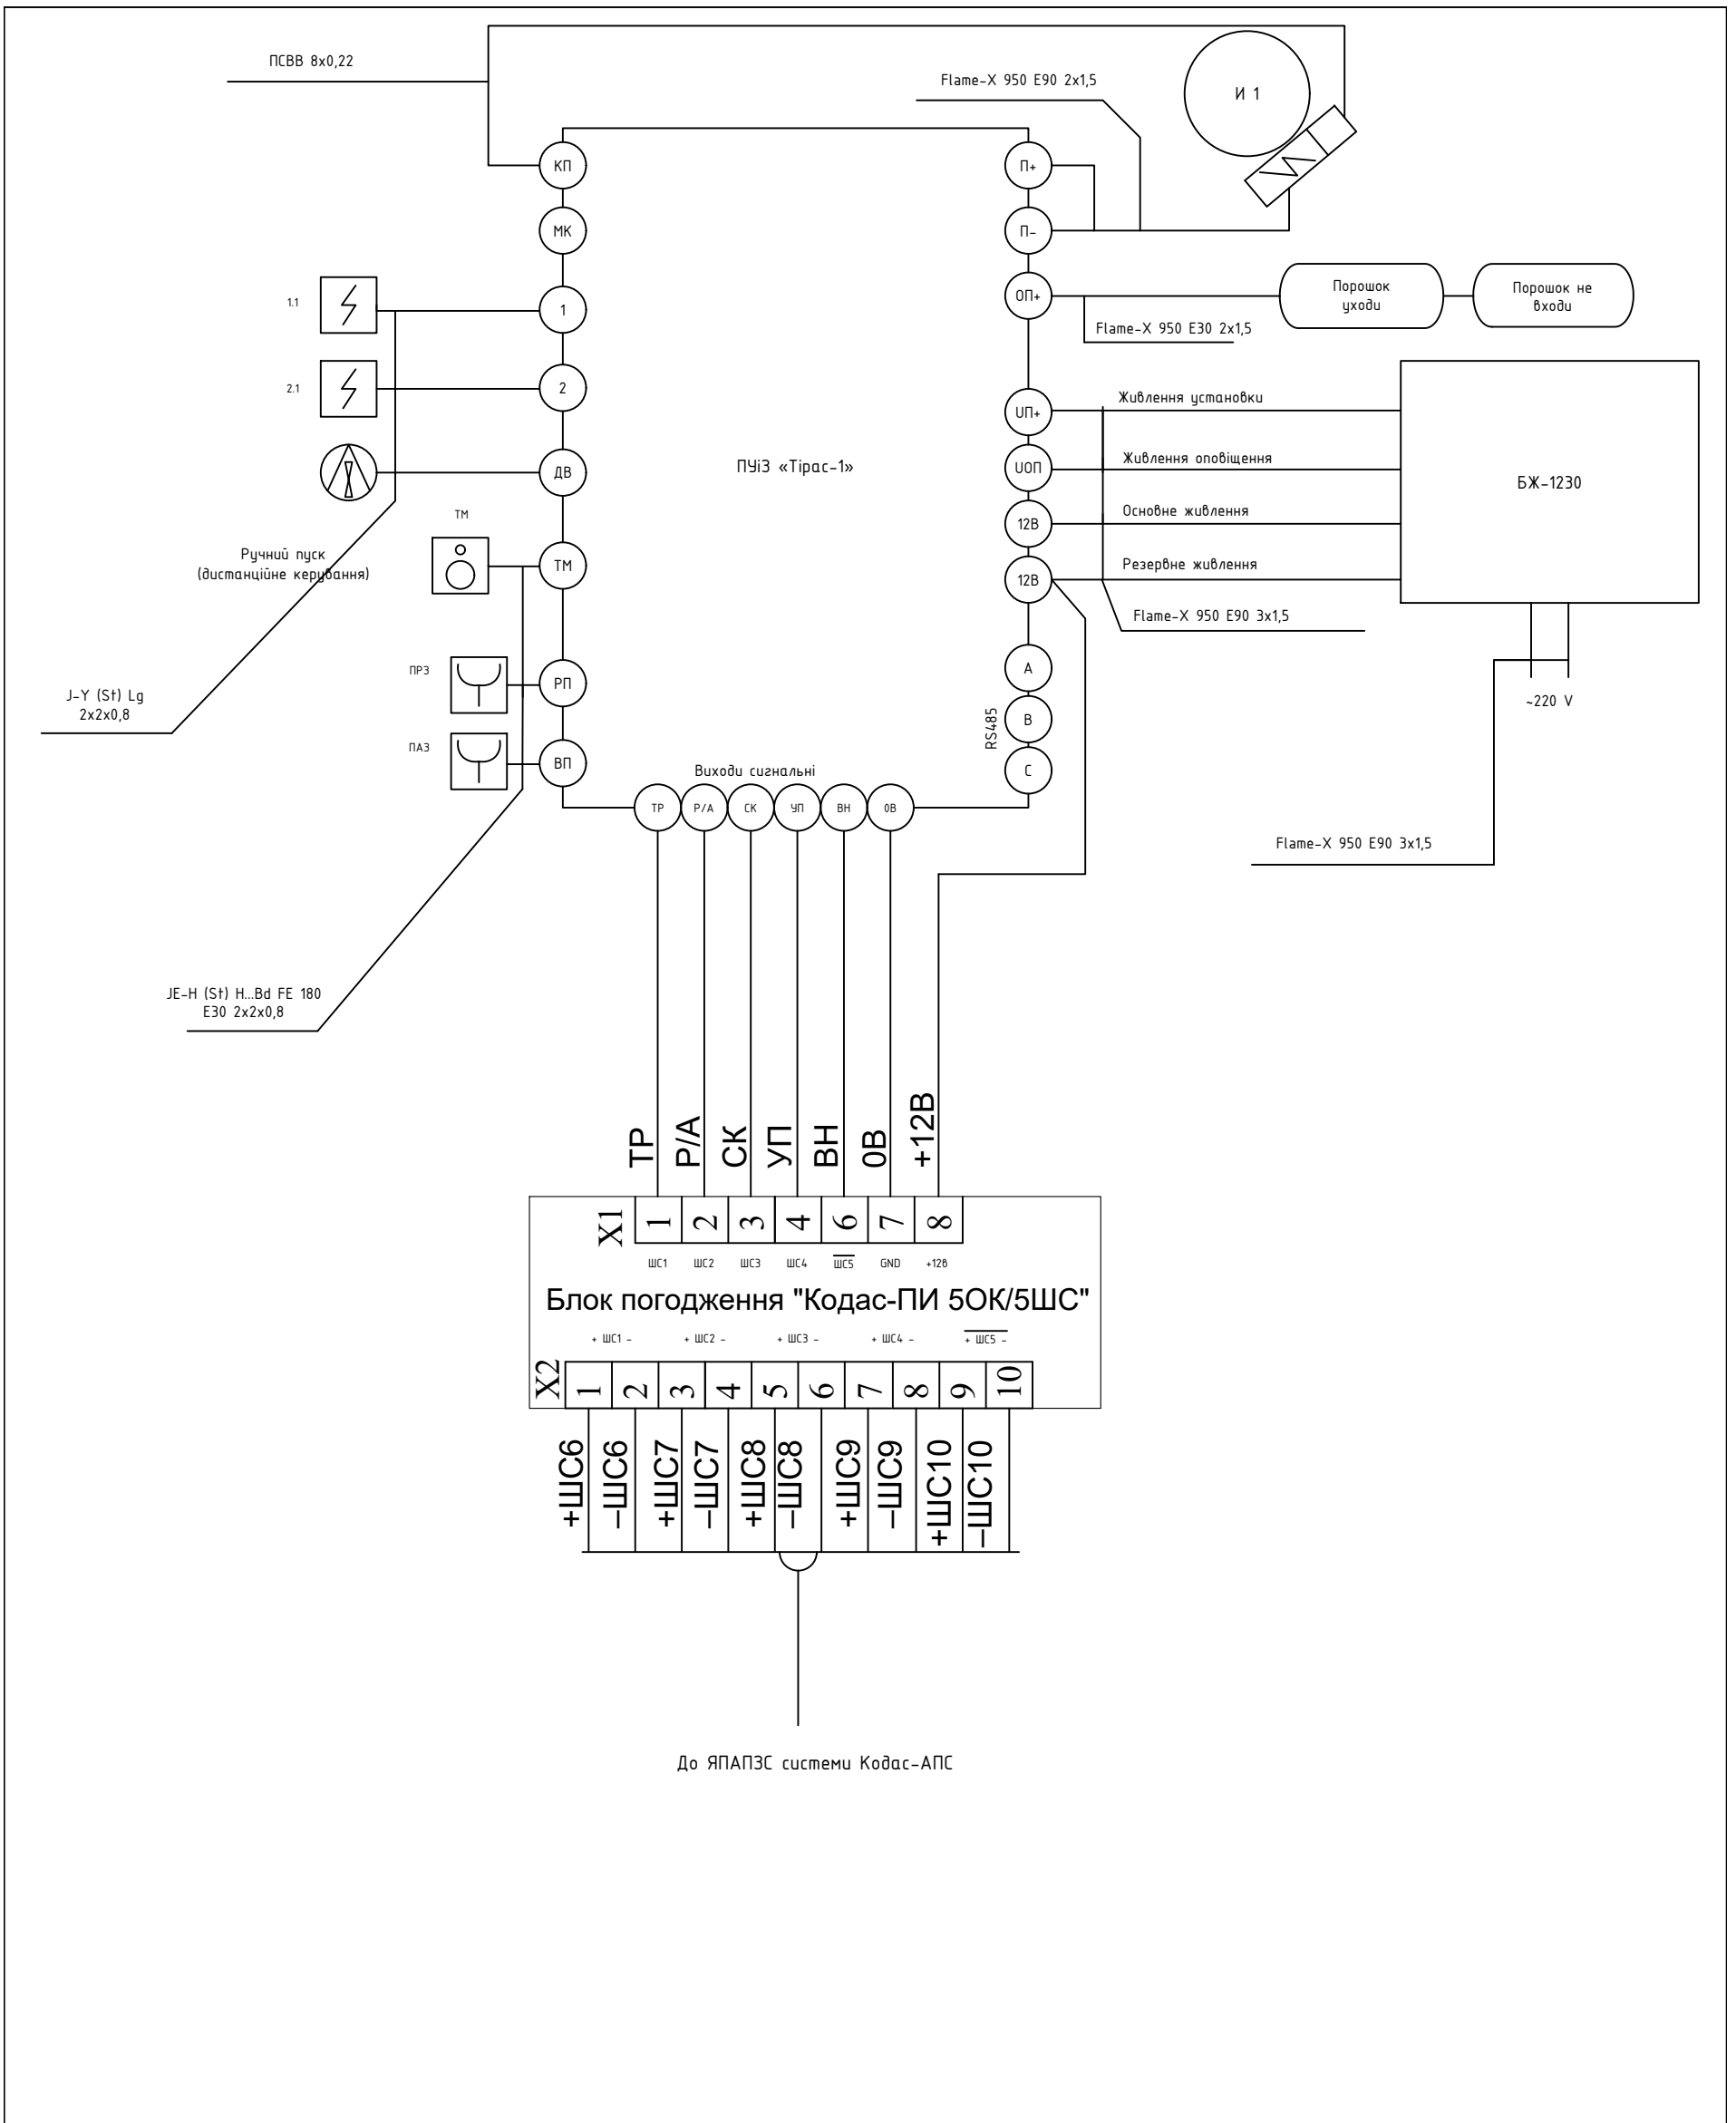 ПСВВ 8х0,22
Flame-X 950 E90 2x1,5
И 1
КП
П+
МК
П-
1.1
1
ОП+
Порошок
уходи
Порошок не
входи
Flame-X 950 E30 2x1,5
2.1
2
UП+
Живлення установки
ДВ
ПУіЗ «Тірас-1»
UОП
Живлення оповіщення
БЖ-1230
ТМ
12В
Основне живлення
Ручний пуск
(дистанційне керування)
ТМ
12В
Резервне живлення
Flame-X 950 E90 3x1,5
ПРЗ
РП
А
J-Y (St) Lg
2x2x0,8
~220 V
RS485
В
ПАЗ
ВП
С
Виходи сигнальні
ТР
Р/А
СК
УП
ВН
0В
Flame-X 950 E90 3x1,5
JE-H (St) H...Bd FE 180
E30 2x2x0,8
ТР
Р/А
СК
УП
ВН
0В
+12В
X1
1
2
3
4
6
7
8
ШС1
ШС2
ШС3
ШС4
ШС5
GND
+12в
Блок погодження "Кодас-ПИ 5ОК/5ШС"
+ ШС1 -
+ ШС2 -
+ ШС3 -
+ ШС4 -
+ ШС5 -
X2
1
2
3
4
5
6
7
8
9
10
+ШС6
–ШС6
+ШС7
–ШС7
+ШС8
–ШС8
+ШС9
–ШС9
+ШС10
–ШС10
До ЯПАПЗС системи Кодас-АПС